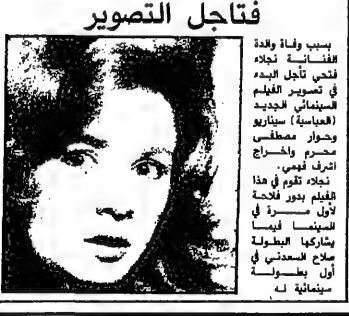 فتاجل التصوير
بسبب وفاة والدة
الفنانة نجلاء
فتحي تأجل البدء
في تصوير الفيلم
السينمائي الجديد
(العباسية) سيناريو
وحوار مصطفى
محرم واخراج
اشرف فهمي.
نجلاء تقوم في هذا
الفيلم بدور فلاحة
لأول مسرة في
السينما فيما
يشاركها البطولة
صلاح السعدني في
أول بطولة
سينمائية له